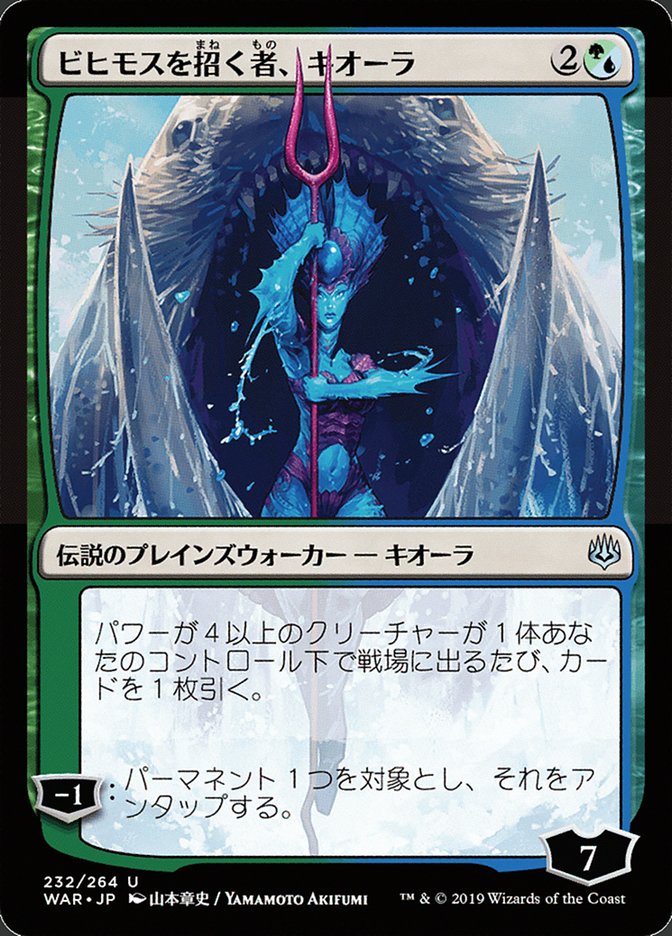 ビヒモスを招く者、キオーラ 2
まね もの
伝説のプレインズウォーカー — キオーラ
パワーが4以上のクリーチャーが1体あな
たのコントロール下で戦場に出るたび、カー
ドを1枚引く。
-1 : パーマネント1つを対象とし、それをア
ンタップする。
7
232/264 U
WAR • JP 山本章史 / YAMAMOTO AKIFUMI ™ & © 2019 Wizards of the Coast